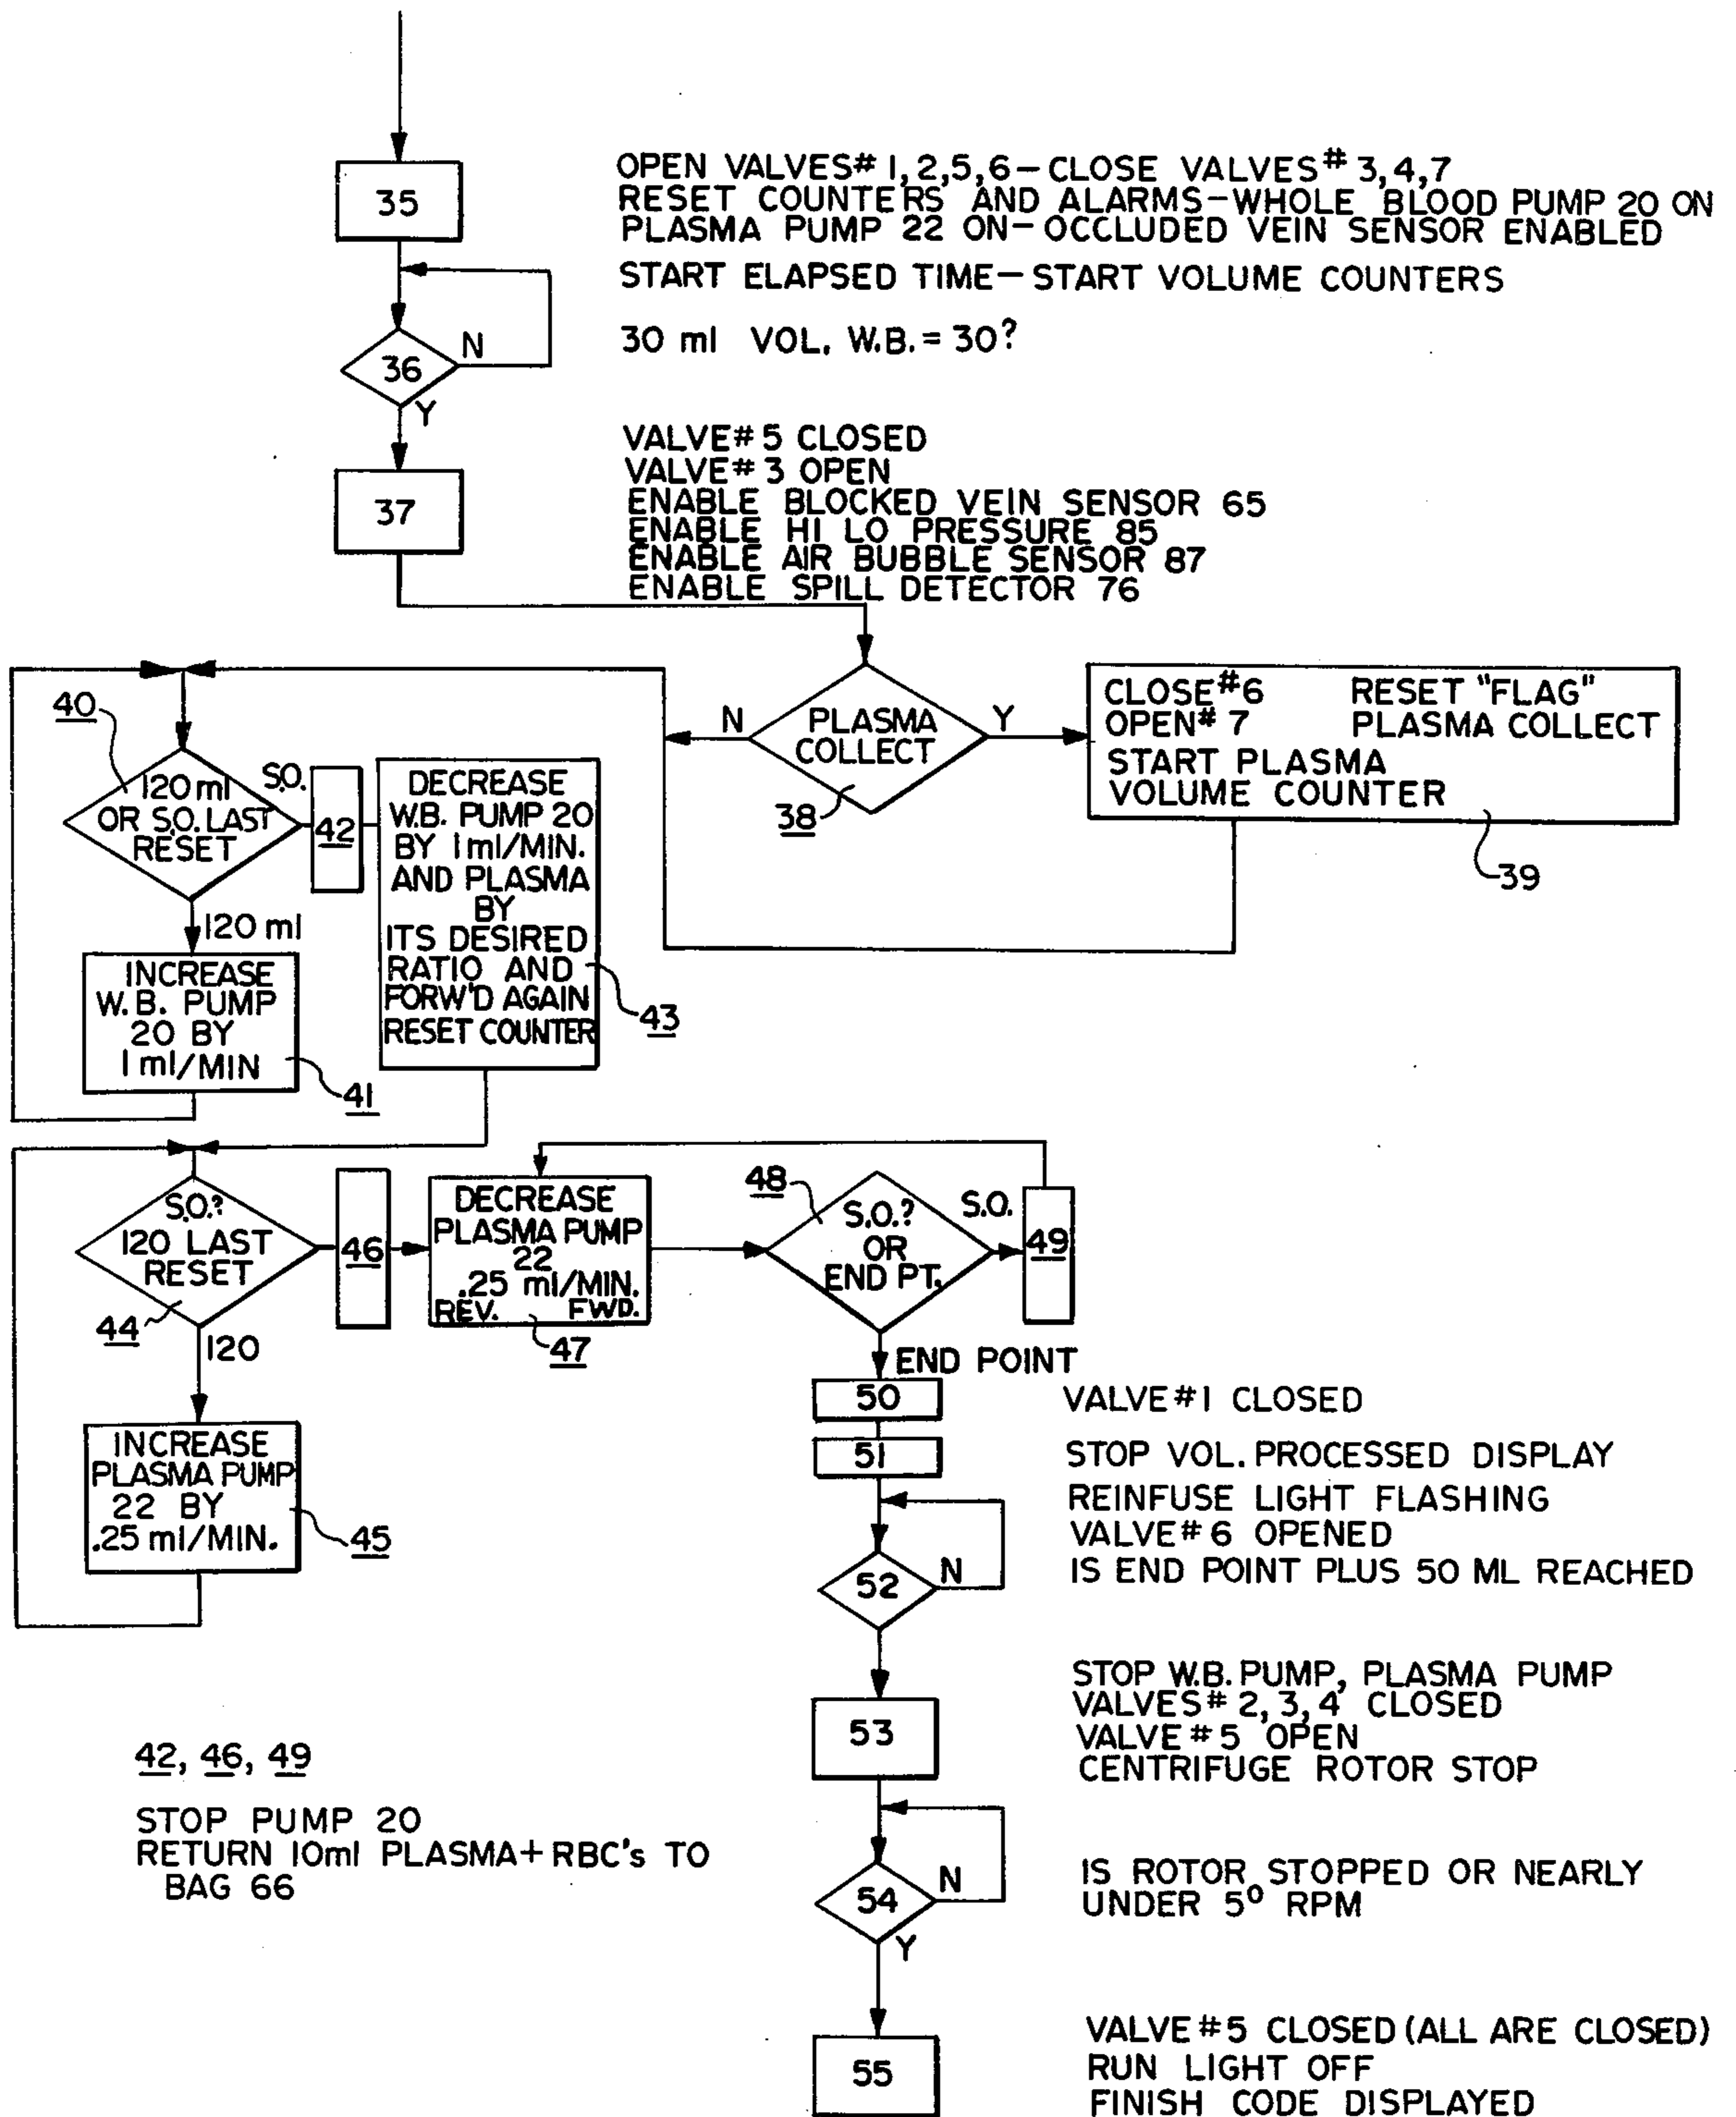 35
OPEN VALVES# 1, 2, 5, 6 – CLOSE VALVES# 3, 4, 7
RESET COUNTERS AND ALARMS – WHOLE BLOOD PUMP 20 ON
PLASMA PUMP 22 ON – OCCLUDED VEIN SENSOR ENABLED
START ELAPSED TIME – START VOLUME COUNTERS
36
N
Y
30 ml VOL. W.B. = 30?
37
VALVE# 5 CLOSED
VALVE# 3 OPEN
ENABLE BLOCKED VEIN SENSOR 65
ENABLE HI LO PRESSURE 85
ENABLE AIR BUBBLE SENSOR 87
ENABLE SPILL DETECTOR 76
N
PLASMA
COLLECT
Y
38
CLOSE #6 RESET "FLAG"
OPEN# 7 PLASMA COLLECT
START PLASMA
VOLUME COUNTER
39
40
120 ml
OR S.O. LAST
RESET
S.O.
42
120 ml
DECREASE
W.B. PUMP 20
BY 1 ml/MIN.
AND PLASMA
BY
ITS DESIRED
RATIO AND
FORW'D AGAIN
RESET COUNTER
43
INCREASE
W.B. PUMP
20 BY
1 ml/MIN
41
S.O.?
120 LAST
RESET
44
120
46
DECREASE
PLASMA PUMP
22
.25 ml/MIN.
REV. FWD.
47
48
S.O.?
OR
END PT.
S.O.
49
END POINT
INCREASE
PLASMA PUMP
22 BY
.25 ml/MIN.
45
50
VALVE #1 CLOSED
51
STOP VOL. PROCESSED DISPLAY
REINFUSE LIGHT FLASHING
VALVE# 6 OPENED
52
N
IS END POINT PLUS 50 ML REACHED
53
STOP W.B. PUMP, PLASMA PUMP
VALVES# 2, 3, 4 CLOSED
VALVE #5 OPEN
CENTRIFUGE ROTOR STOP
42, 46, 49
STOP PUMP 20
RETURN 10ml PLASMA + RBC's TO
BAG 66
54
N
Y
IS ROTOR STOPPED OR NEARLY
UNDER 5º RPM
55
VALVE #5 CLOSED (ALL ARE CLOSED)
RUN LIGHT OFF
FINISH CODE DISPLAYED